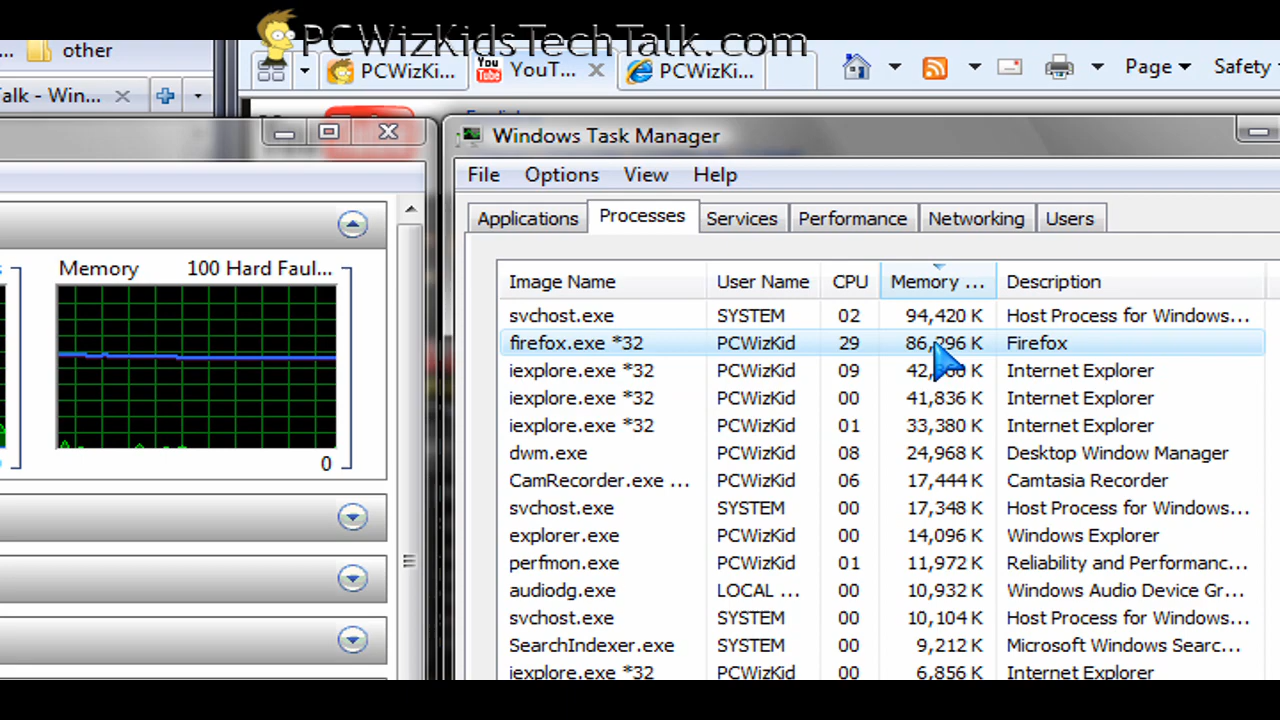 PCWizKidsTechTalk.com
... other
PCWizKi...
You Tube YouT...
PCWizKi...
Page
Safety
Talk - Win...
Windows Task Manager
File Options View Help
Applications Processes Services Performance Networking Users
Memory 100 Hard Faul...
0
Image Name User Name CPU Memory ... Description
svchost.exe SYSTEM 02 94,420 K Host Process for Windows...
firefox.exe *32 PCWizKid 29 K Firefox
iexplore.exe *32 PCWizKid 09 K Internet Explorer
iexplore.exe *32 PCWizKid 00 41,836 K Internet Explorer
iexplore.exe *32 PCWizKid 01 33,380 K Internet Explorer
dwm.exe PCWizKid 08 24,968 K Desktop Window Manager
CamRecorder.exe ... PCWizKid 06 17,444 K Camtasia Recorder
svchost.exe SYSTEM 00 17,348 K Host Process for Windows...
explorer.exe PCWizKid 00 14,096 K Windows Explorer
perfmon.exe PCWizKid 01 11,972 K Reliability and Performanc...
audiodg.exe LOCAL ... 00 10,932 K Windows Audio Device Gr...
svchost.exe SYSTEM 00 10,104 K Host Process for Windows...
SearchIndexer.exe SYSTEM 00 9,212 K Microsoft Windows Searc...
iexplore.exe *32 PCWizKid 00 6,856 K Internet Explorer